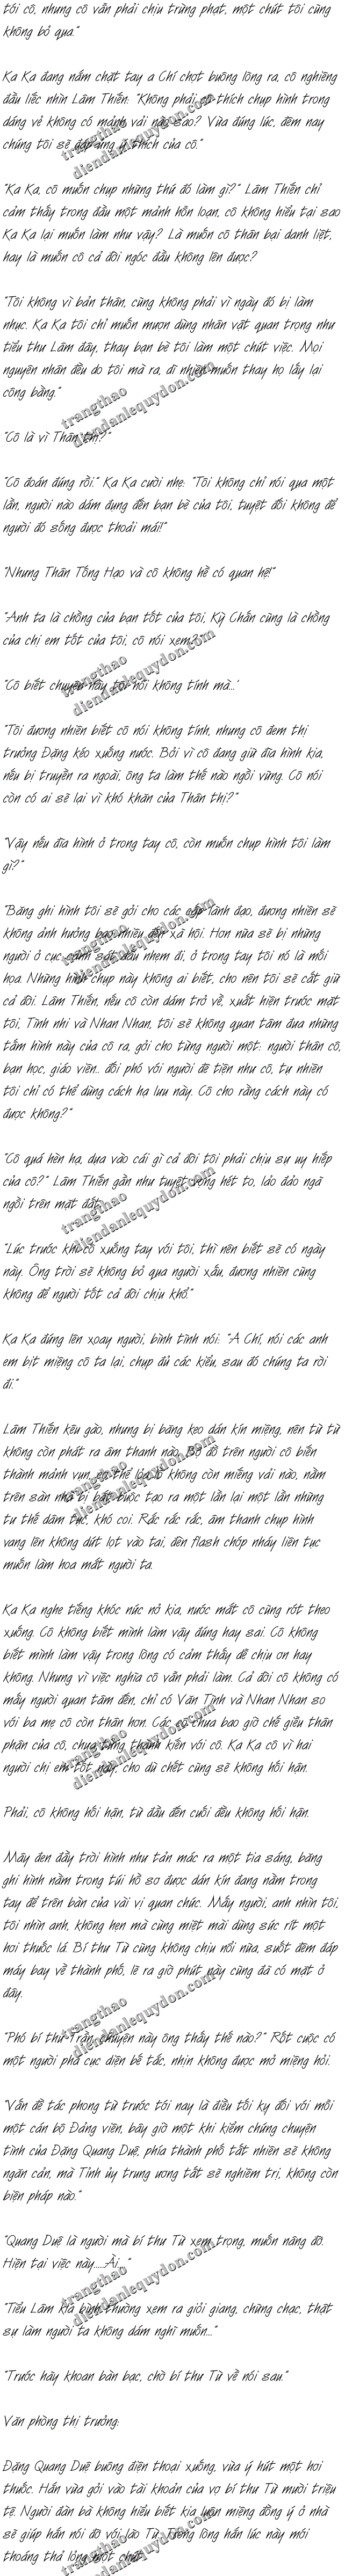 tói cô, nhưng cô vẫn phải chịu trừng phạt, một chút tôi cũng
không bỏ qua."
Ka Ka đang nắm chặt tay a Chí chợt buông lỏng ra, cô nghiêng
đầu liếc nhìn Lâm Thiến: "Không phải cô thích chụp hình trong
dáng vẻ không có mảnh vải nào sao? Vừa đúng lúc, đêm nay
chúng tôi sẽ đáp ứng ý thích của cô."
"Ka Ka, cô muốn chụp những thứ đó làm gì?" Lâm Thiến chỉ
cảm thấy trong đầu một mảnh hỗn loạn, cô không hiểu tại sao
Ka Ka lại muốn làm như vậy? Là muốn cô thân bại danh liệt,
hay là muốn cô cả đời ngóc đầu không lên được?
"Tôi không vì bản thân, cũng không phải vì ngày đó bị làm
nhục. Ka Ka tôi chỉ muốn mượn dùng nhân vật quan trọng như
tiểu thư Lâm đây, thay bạn bè tôi làm một chút việc. Mọi
nguyên nhân đều do tôi mà ra, dĩ nhiên muốn thay họ lấy lại
công bằng."
"Cô là vì Thân thị?"
"Cô đoán đúng rồi." Ka Ka cười nhẹ: "Tôi không chỉ nói qua một
lần, người nào dám đụng đến bạn bè của tôi, tuyệt đối không để
người đó sống được thoải mái!"
"Nhưng Thân Tống Hạo và cô không hề có quan hệ!"
"Anh ta là chồng của bạn tốt của tôi, Kỳ Chấn cũng là chồng
của chị em tốt của tôi, cô nói xem?"
"Cô biết chuyện này tôi nói không tính mà..."
"Tôi đương nhiên biết cô nói không tính, nhưng cô đem thị
trưởng Đặng kéo xuống nước. Bởi vì cô đang giữ đĩa hình kia,
nếu bị truyền ra ngoài, ông ta làm thế nào ngồi vững. Cô nói
còn có ai sẽ lại vì khó khăn của Thân thị?"
"Vậy nếu đĩa hình ở trong tay cô, còn muốn chụp hình tôi làm
gì?"
"Băng ghi hình tôi sẽ gởi cho các cấp lãnh đạo, đương nhiên sẽ
không ảnh hưởng bao nhiêu đến xã hội. Hơn nữa sẽ bị những
người ở cục cảnh sát dấu nhẹm đi, ở trong tay tôi nó là mối
họa. Những hình chụp này không ai biết, cho nên tôi sẽ cất giữ
cả đời. Lâm Thiến, nếu cô còn dám trở về, xuất hiện trước mặt
tôi, Tình nhi và Nhan Nhan, tôi sẽ không quan tâm đưa những
tấm hình này của cô ra, gởi cho từng người một: người thân cô,
bạn học, giáo viên.. đối phó với người đê tiện như cô, tự nhiên
tôi chỉ có thể dùng cách hạ lưu này. Cô cho rằng cách này có
được không?"
"Cô quá hèn hạ, dựa vào cái gì cả đời tôi phải chịu sự uy hiếp
của cô?" Lâm Thiến gần như tuyệt vọng hét to, lảo đảo ngã
ngồi trên mặt đất.
"Lúc trước khi cô xuống tay với tôi, thì nên biết sẽ có ngày
này. Ông trời sẽ không bỏ qua người xấu, đương nhiên cũng
không để người tốt cả đời chịu khổ."
Ka Ka đứng lên xoay người, bình tĩnh nói: "A Chí, nói các anh
em bịt miệng cô ta lại, chụp đủ các kiểu, sau đó chúng ta rời
đi."
Lâm Thiến kêu gào, nhưng bị băng keo dán kín miệng, nên từ từ
không còn phát ra âm thanh nào. Bộ đồ trên người cô biến
thành mảnh vụn, cơ thể lõa lồ không còn miếng vải nào, nằm
trên sàn nhà bị bắt buộc tạo ra một lần lại một lần những
tư thế dâm tục, khó coi. Rắc rắc rắc, âm thanh chụp hình
vang lên không dứt lọt vào tai, đèn flash chớp nháy liên tục
muốn làm hoa mắt người ta.
Ka Ka nghe tiếng khóc nức nở kia, nước mắt cô cũng rớt theo
xuống. Cô không biết mình làm vậy đúng hay sai. Cô không
biết mình làm vậy trong lòng có cảm thấy dễ chịu hơn hay
không. Nhưng vì việc nghĩa cô vẫn phải làm. Cả đời cô không có
mấy người quan tâm đến, chỉ có Văn Tình và Nhan Nhan so
với ba mẹ cô còn thân hơn. Các cô chưa bao giờ chê giễu thân
phận của cô, chưa từng thành kiến với cô. Ka Ka cô vì hai
người chị em tốt này, cho dù chết cũng sẽ không hối hận.
Phải, cô không hối hận, từ đầu đến cuối đều không hối hận.
Mây đen đầy trời hình như tản mác ra một tia sáng, băng
ghi hình nằm trong túi hồ sơ được dán kín đang nằm trong
tay để trên bàn của vài vị quan chức. Mấy người, anh nhìn tôi,
tôi nhìn anh, không hẹn mà cùng miệt mài dùng sức rít một
hơi thuốc lá. Bí thư Từ cũng không chịu nổi nữa, suốt đêm đáp
máy bay về thành phố, lẽ ra giờ phút này cũng đã có mặt ở
đây.
"Phó bí thư Trần, chuyện này ông thấy thế nào?" Rốt cuộc có
một người phá cục diện bế tắc, nhịn không được mở miệng hỏi.
"Vấn đề tác phong từ trước tới nay là điều tối kỵ đối với mỗi
một cán bộ Đảng viên, bây giờ một khi kiểm chứng chuyện
tình của Đặng Quang Duệ, phía thành phố tất nhiên sẽ không
ngăn cản, mà Tỉnh ủy trung ương tất sẽ nghiêm trị, không còn
biện pháp nào."
"Quang Duệ là người mà bí thư Từ xem trọng, muốn nâng đỡ.
Hiện tại việc này.....Ài...."
"Tiểu Lâm kia bình thường xem ra giỏi giang, chững chạc, thật
sự làm người ta không dám nghĩ muốn..."
"Trước hãy khoan bàn bạc, chờ bí thư Từ về nói sau."
Văn phòng thị trưởng:
Đặng Quang Duệ buông điện thoại xuống, vừa ý hút một hơi
thuốc. Hắn vừa gởi vào tài khoản của vợ bí thư Từ mười triệu
tệ. Người đàn bà không hiểu biết kia luôn miệng đồng ý ở nhà
sẽ giúp hắn nói đỡ với lão Từ. Trong lòng hắn lúc này mới
thoáng thả lỏng một chút.
trangthao
diendanlequydon.com